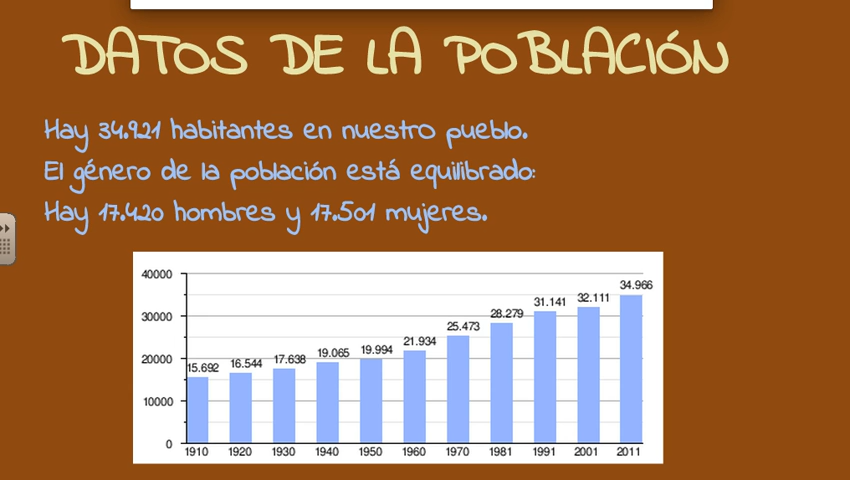 DATOS DE LA POBLACIÓN
Hay 34.921 habitantes en nuestro pueblo.
El género de la población está equilibrado:
Hay 17.420 hombres y 17.501 mujeres.
40000
30000
20000
10000
0
15.692 16.544 17.638 19.065 19.994 21.934 25.473 28.279 31.141 32.111 34.966
1910 1920 1930 1940 1950 1960 1970 1981 1991 2001 2011